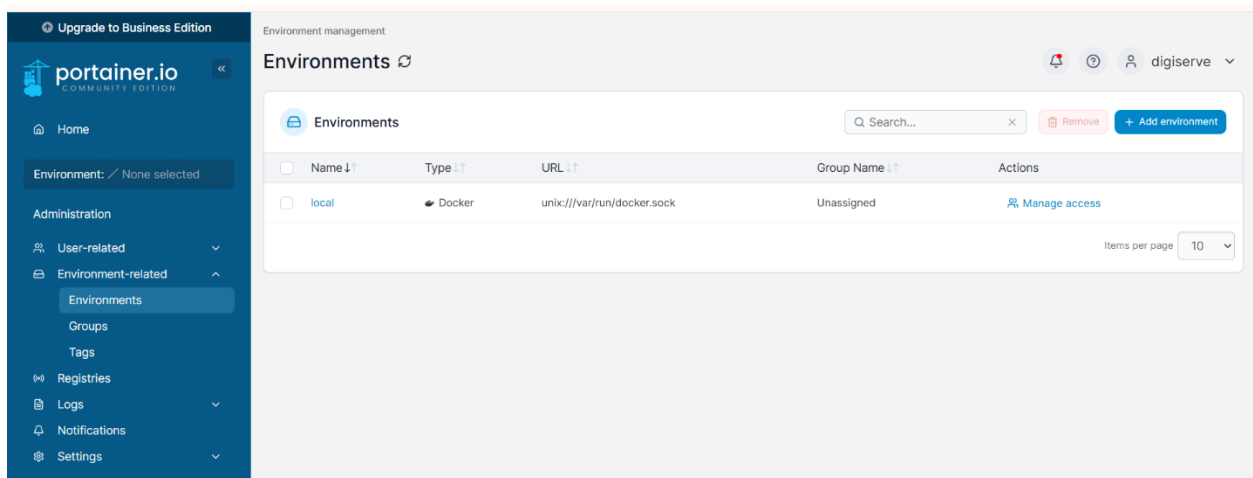 Upgrade to Business Edition
portainer.io
COMMUNITY EDITION
Home
Environment: None selected
Administration
User-related
Environment-related
Environments
Groups
Tags
Registries
Logs
Notifications
Settings
Environment management
Environments
digiserve
Environments
Search...
Remove
+ Add environment
Name Type URL Group Name Actions
local Docker unix:///var/run/docker.sock Unassigned Manage access
Items per page 10